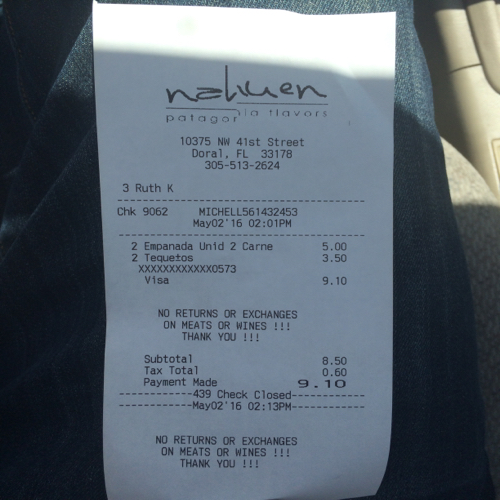 nahuen
patagonia flavors
10375 NW 41st Street
Doral, FL 33178
305-513-2624
3 Ruth K
Chk 9062 MICHELL561432453
May02'16 02:01PM
2 Empanada Unid 2 Carne 5.00
2 Tequetos 3.50
XXXXXXXXXXXX0573
Visa 9.10
NO RETURNS OR EXCHANGES
ON MEATS OR WINES !!!
THANK YOU !!!
Subtotal 8.50
Tax Total 0.60
Payment Made 9.10
------------439 Check Closed------------
------------May02'16 02:13PM------------
NO RETURNS OR EXCHANGES
ON MEATS OR WINES !!!
THANK YOU !!!